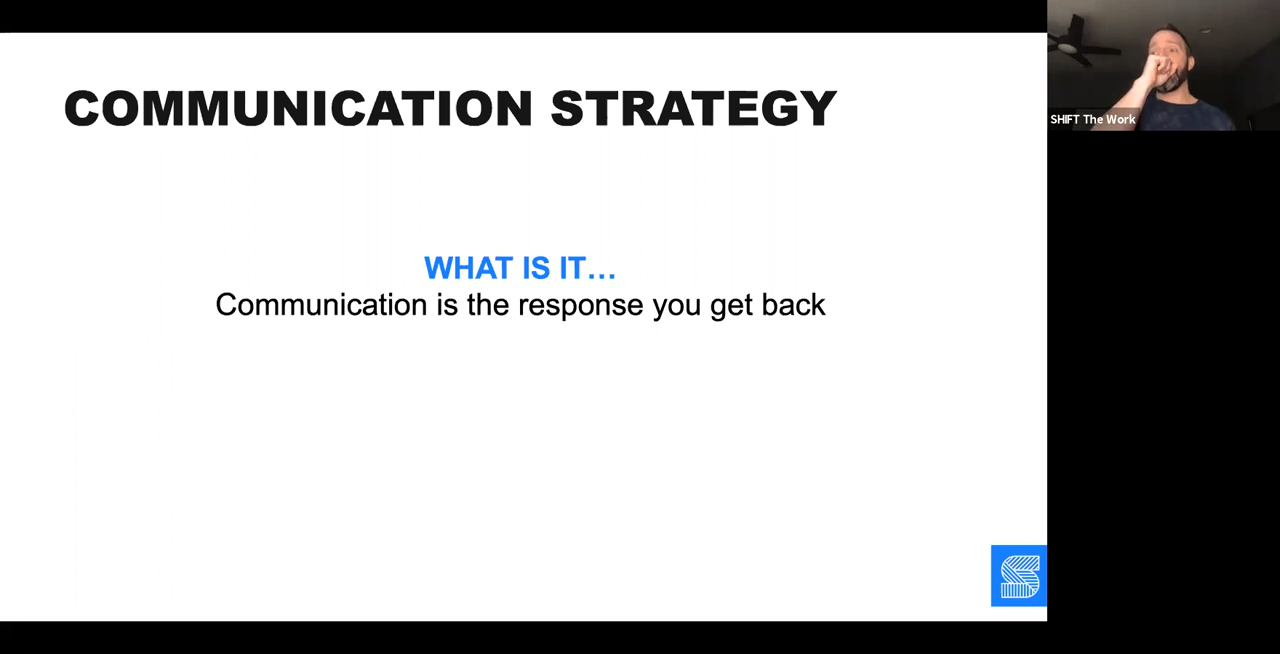 COMMUNICATION STRATEGY
WHAT IS IT...
Communication is the response you get back
S
SHIFT The Work